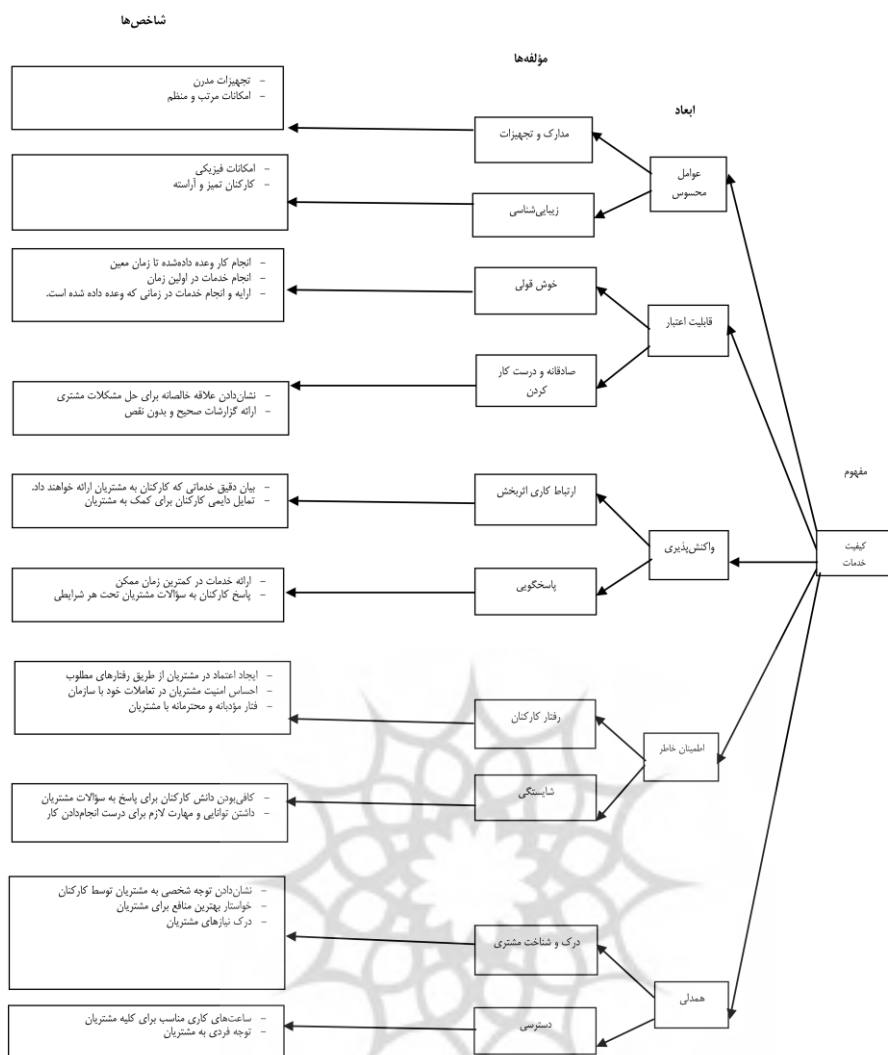 شاخص‌ها
مؤلفه‌ها
ابعاد
مفهوم
کیفیت
خدمات
عوامل
محسوس
مدارک و تجهیزات
- تجهیزات مدرن
- امکانات مرتب و منظم
زیبایی‌شناسی
- امکانات فیزیکی
- کارکنان تمیز و آراسته
قابلیت اعتبار
خوش قولی
- انجام کار وعده داده‌شده تا زمان معین
- انجام خدمات در اولین زمان
- ارایه و انجام خدمات در زمانی که وعده داده شده است.
صادقانه و درست کار
کردن
- نشان‌دادن علاقه خالصانه برای حل مشکلات مشتری
- ارائه گزارشات صحیح و بدون نقص
واکنش‌پذیری
ارتباط کاری اثربخش
- بیان دقیق خدماتی که کارکنان به مشتریان ارائه خواهند داد.
- تمایل دایمی کارکنان برای کمک به مشتریان
پاسخگویی
- ارائه خدمات در کمترین زمان ممکن
- پاسخ کارکنان به سؤالات مشتریان تحت هر شرایطی
اطمینان خاطر
رفتار کارکنان
- ایجاد اعتماد در مشتریان از طریق رفتارهای مطلوب
- احساس امنیت مشتریان در تعاملات خود با سازمان
- فتار مؤدبانه و محترمانه با مشتریان
شایستگی
- کافی‌بودن دانش کارکنان برای پاسخ به سؤالات مشتریان
- داشتن توانایی و مهارت لازم برای درست انجام‌دادن کار
همدلی
درک و شناخت مشتری
- نشان‌دادن توجه شخصی به مشتریان توسط کارکنان
- خواستار بهترین منافع برای مشتریان
- درک نیازهای مشتریان
دسترسی
- ساعت‌های کاری مناسب برای کلیه مشتریان
- توجه فردی به مشتریان